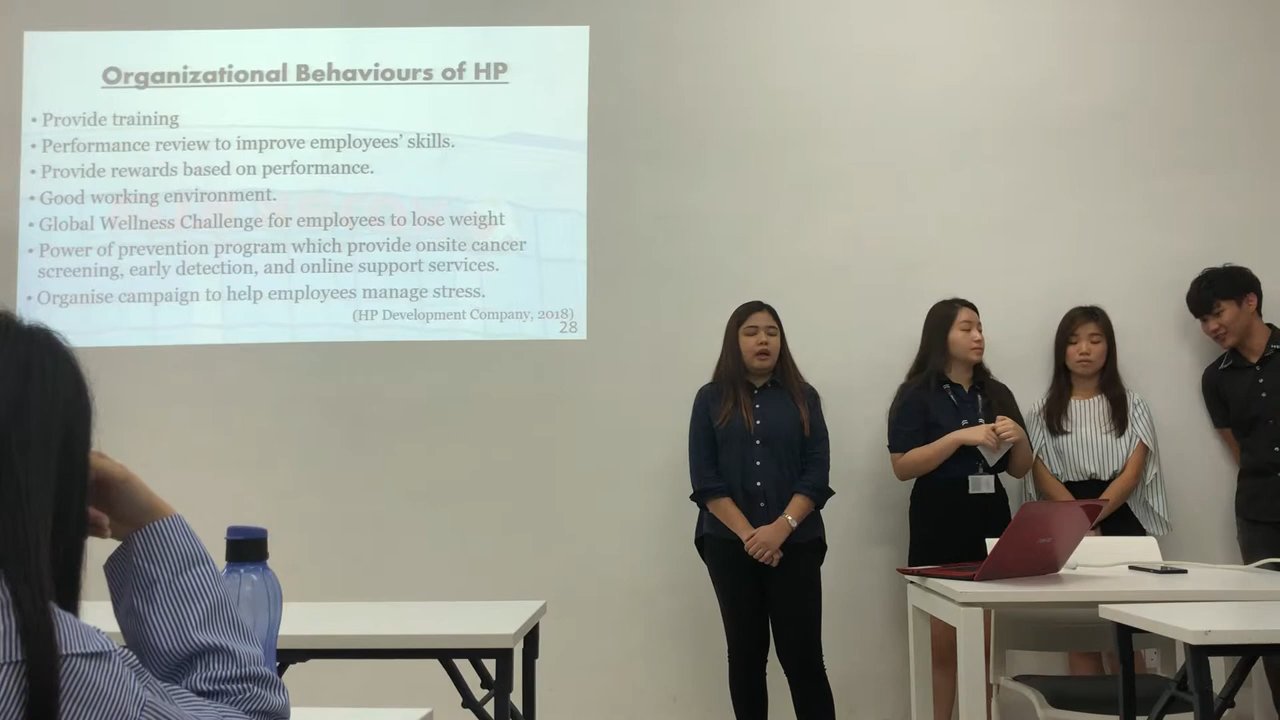 Organizational Behaviours of HP
• Provide training
• Performance review to improve employees’ skills.
• Provide rewards based on performance.
• Good working environment.
• Global Wellness Challenge for employees to lose weight
• Power of prevention program which provide onsite cancer
screening, early detection, and online support services.
• Organise campaign to help employees manage stress.
(HP Development Company, 2018)
28